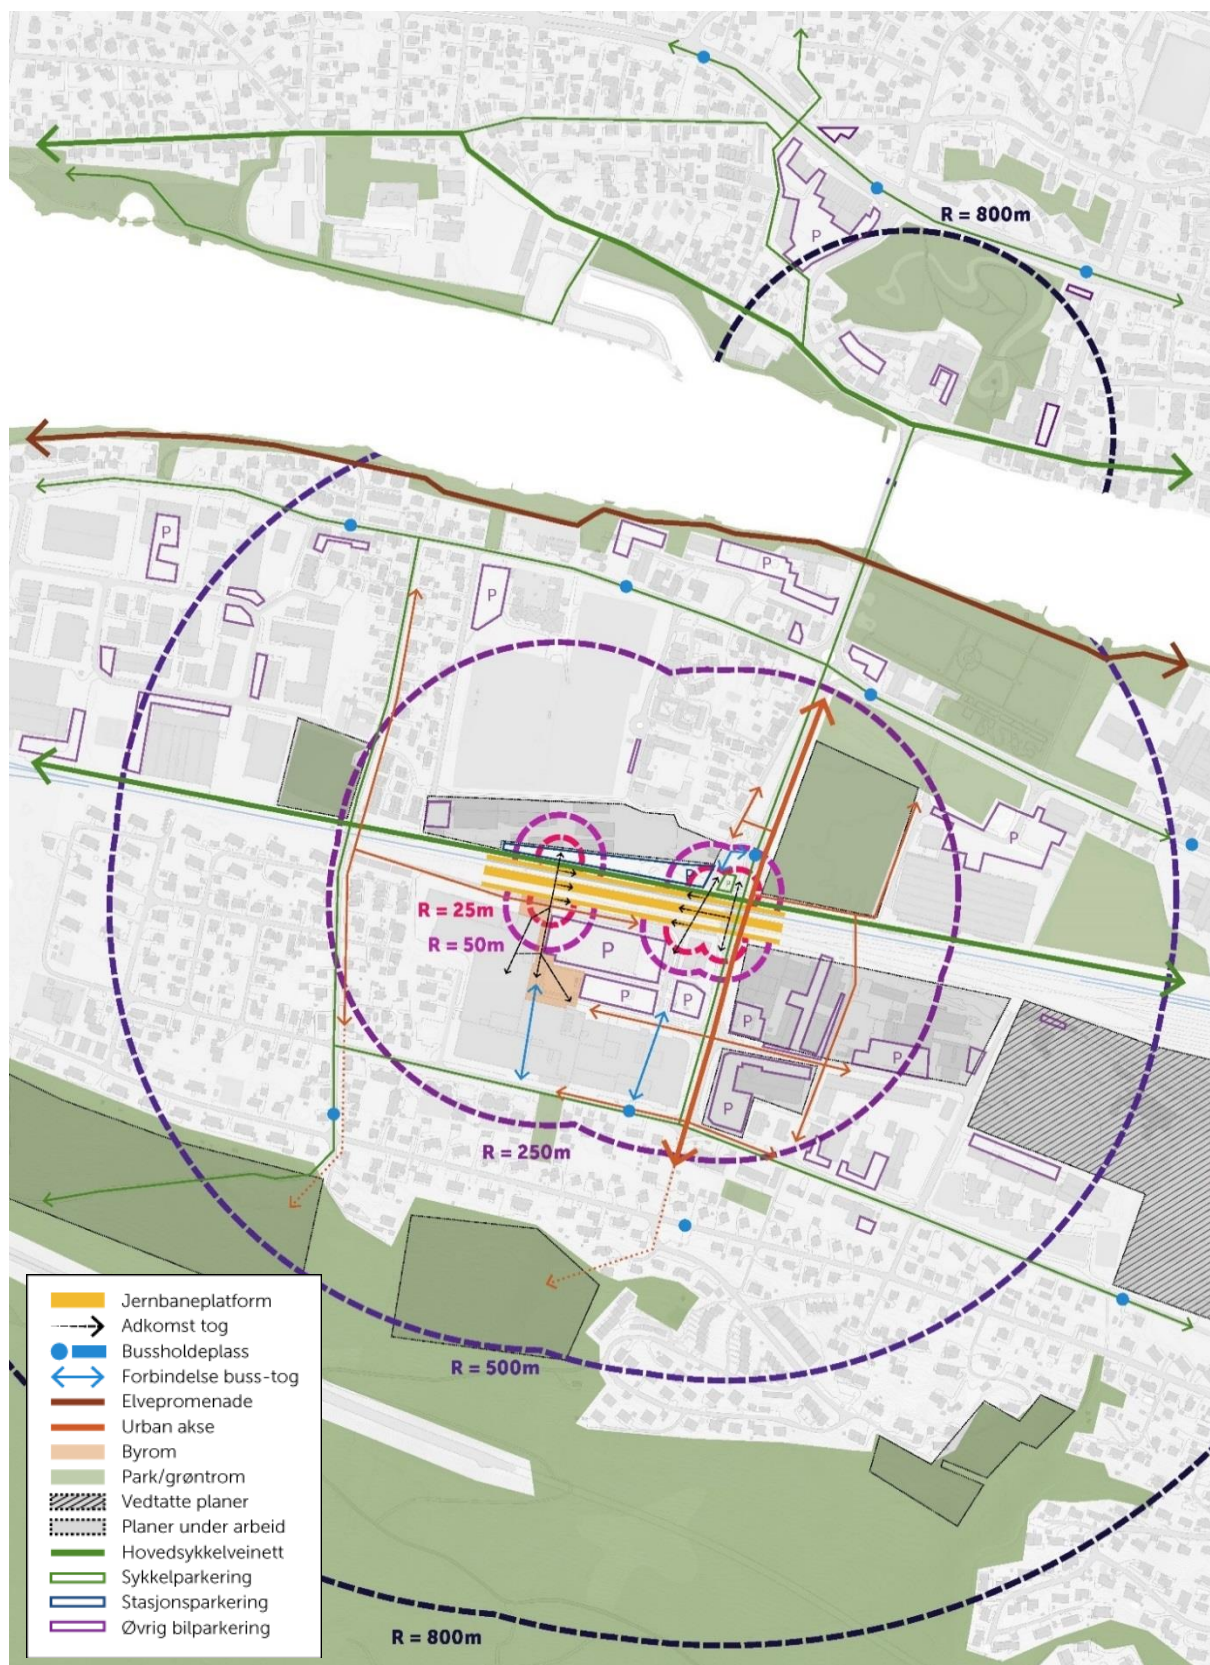 R = 800m
P
P
P
P
P
R = 25m
R = 50m
P
P
P
P
P
P
P
P
R = 250m
R = 500m
Jernbaneplatform
Adkomst tog
Bussholdeplass
Forbindelse buss-tog
Elvepromenade
Urban akse
Byrom
Park/grøntrom
Vedtatte planer
Planer under arbeid
Hovedsykkelveinett
Sykkelparkering
Stasjonsparkering
Øvrig bilparkering
R = 800m